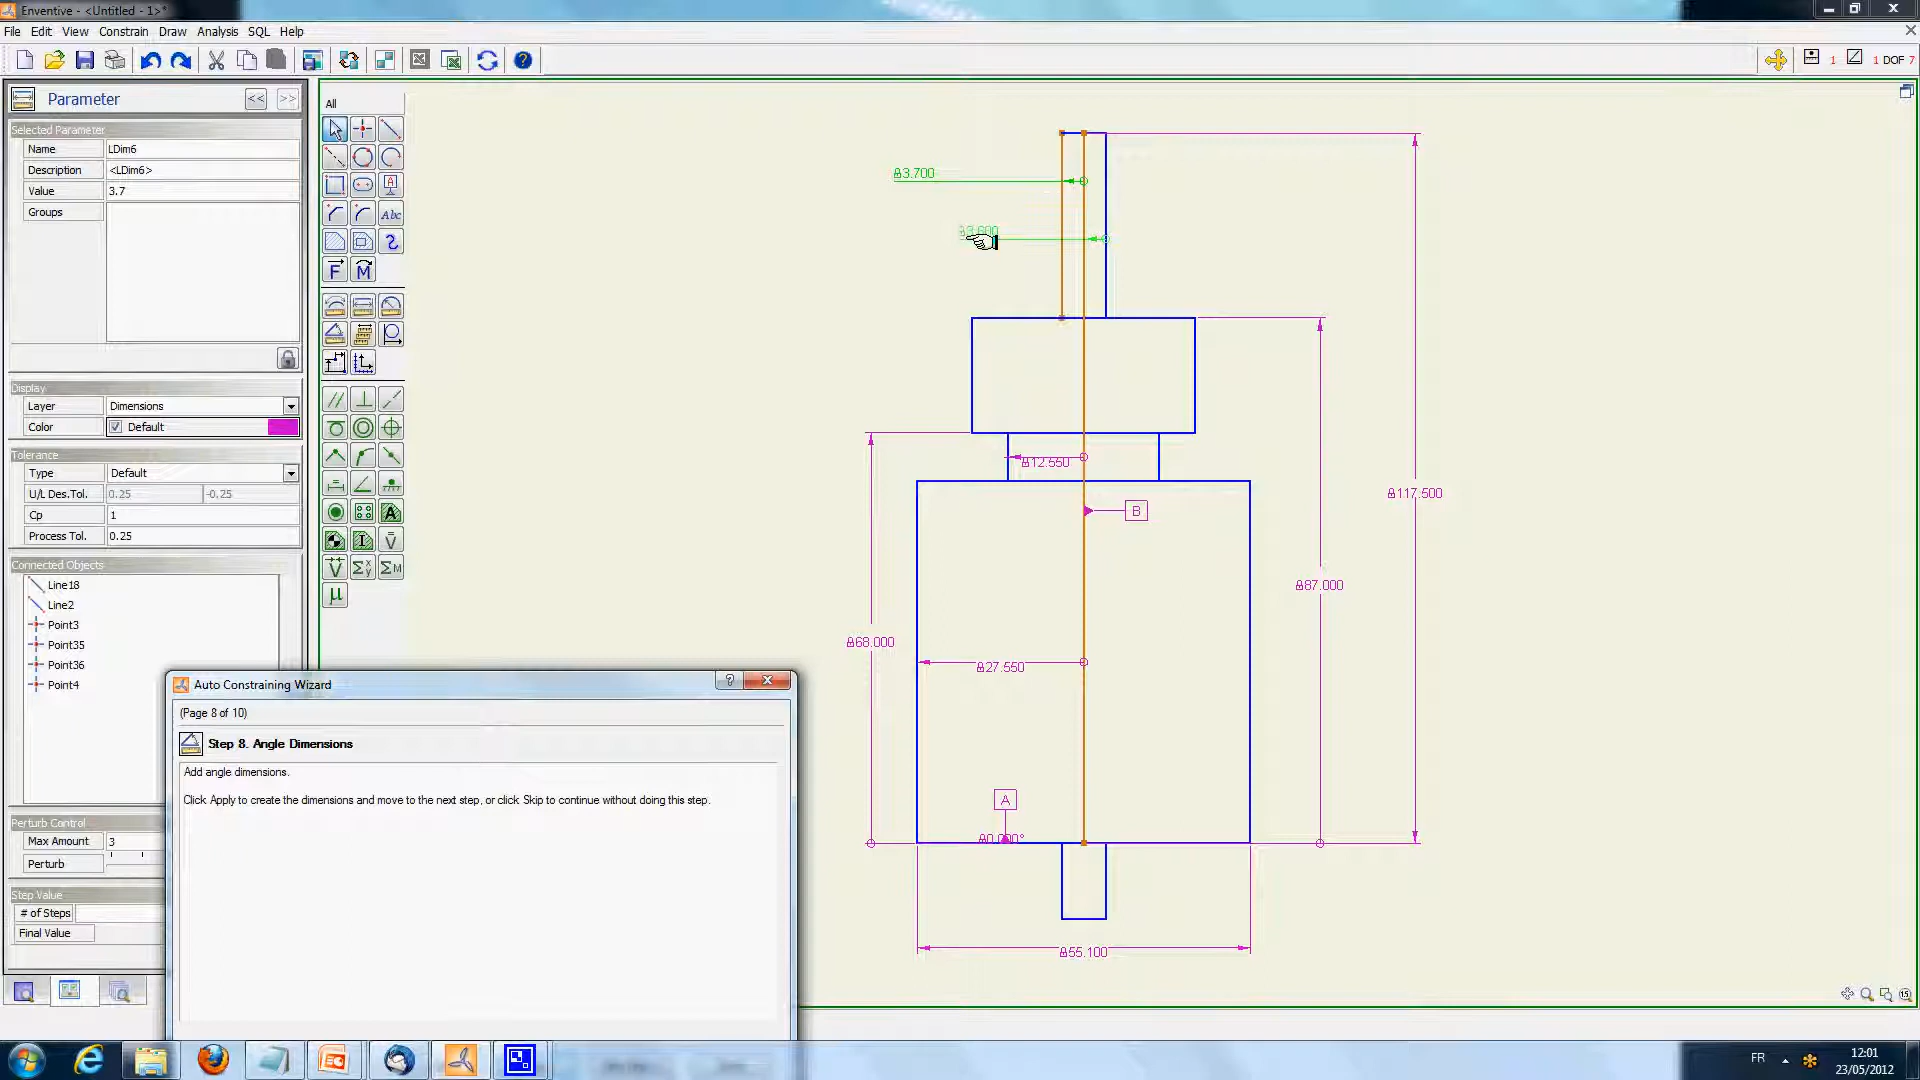 Enventive - <Untitled - 1>*
File Edit View Constrain Draw Analysis SQL Help
1 1 DOF 7
Parameter << >>
All
Selected Parameter
Name LDim6
Description <LDim6>
Value 3.7
Groups
Display
Layer Dimensions
Color Default
Tolerance
Type Default
U/L Des.Tol. 0.25 -0.25
Cp 1
Process Tol. 0.25
Connected Objects
Line18
Line2
Point3
Point35
Point36
Point4
Perturb Control
Max Amount 3
Perturb
Step Value
# of Steps
Final Value
A
Abc
F M
A
I V
V Σxy ΣM
µ
3.700
12.550
B
117.500
87.000
68.000
27.550
A
55.100
Auto Constraining Wizard
(Page 8 of 10)
Step 8. Angle Dimensions
Add angle dimensions.
Click Apply to create the dimensions and move to the next step, or click Skip to continue without doing this step.
FR
12:01
23/05/2012